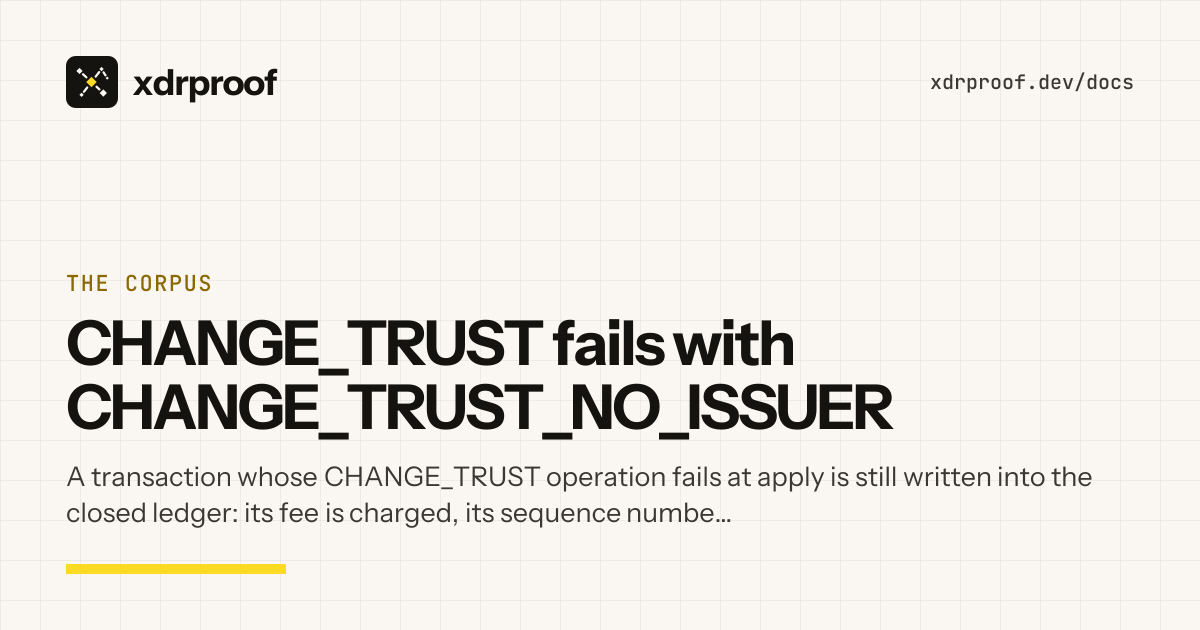 xdrproof
xdrproof.dev/docs
THE CORPUS
CHANGE_TRUST fails with
CHANGE_TRUST_NO_ISSUER
A transaction whose CHANGE_TRUST operation fails at apply is still written into the
closed ledger: its fee is charged, its sequence numbe...